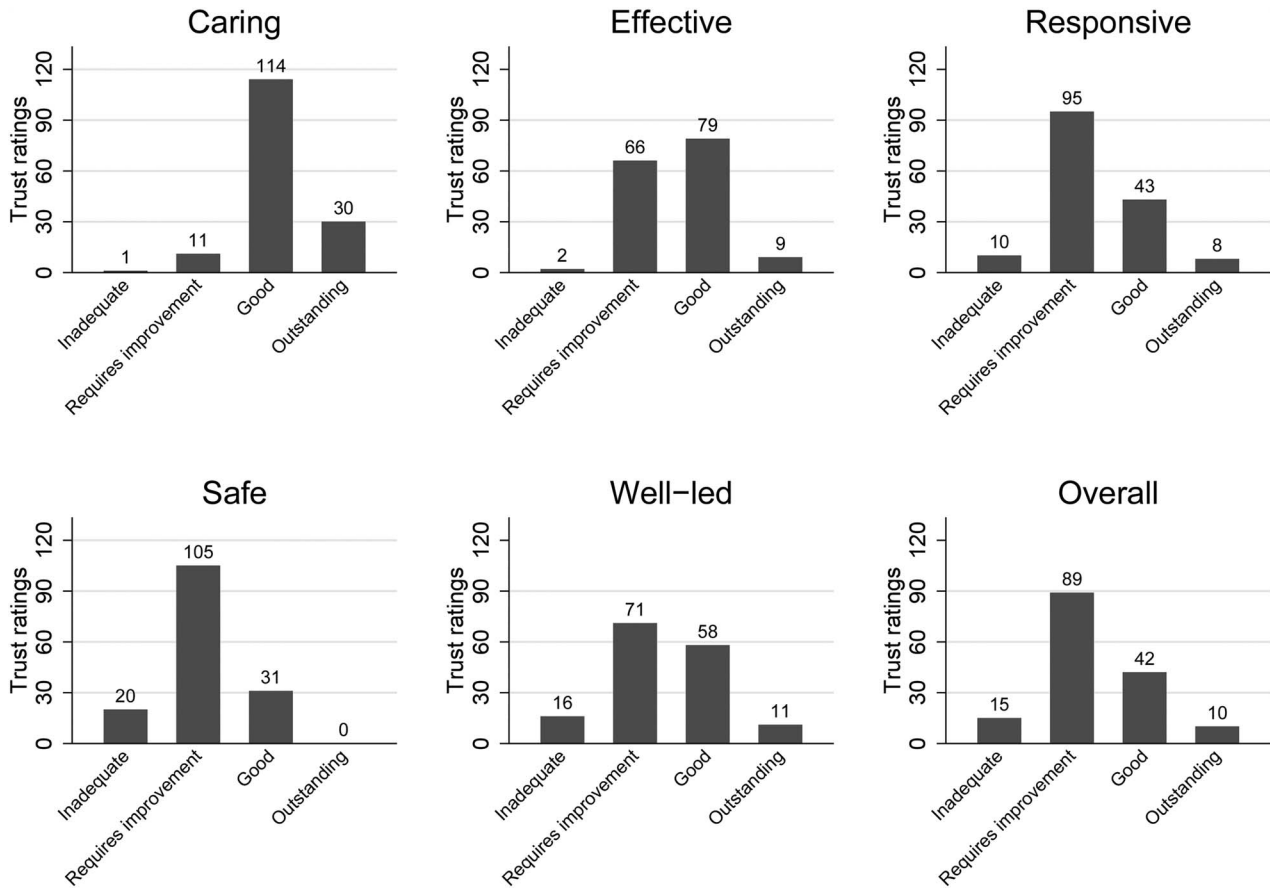 Caring
Trust ratings
0 30 60 90 120
1 11 114 30
Inadequate
Requires improvement
Good
Outstanding
Effective
Trust ratings
0 30 60 90 120
2 66 79 9
Inadequate
Requires improvement
Good
Outstanding
Responsive
Trust ratings
0 30 60 90 120
10 95 43 8
Inadequate
Requires improvement
Good
Outstanding
Safe
Trust ratings
0 30 60 90 120
20 105 31 0
Inadequate
Requires improvement
Good
Outstanding
Well−led
Trust ratings
0 30 60 90 120
16 71 58 11
Inadequate
Requires improvement
Good
Outstanding
Overall
Trust ratings
0 30 60 90 120
15 89 42 10
Inadequate
Requires improvement
Good
Outstanding